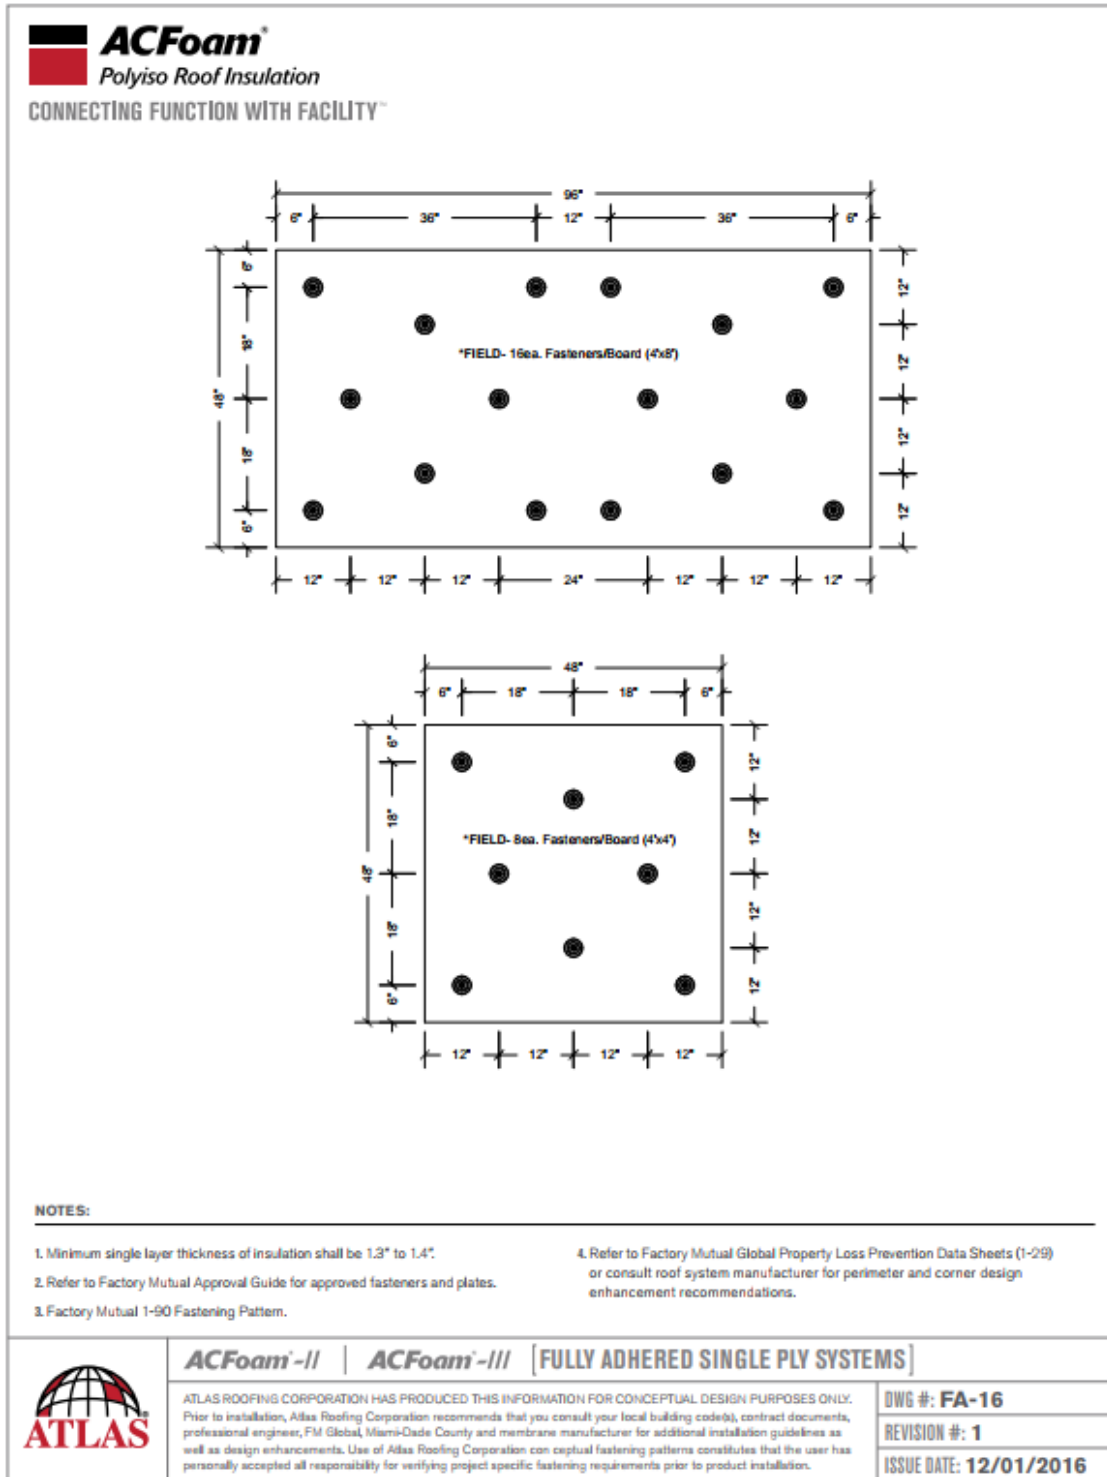 ACFoam®
Polyiso Roof Insulation
CONNECTING FUNCTION WITH FACILITY™
96"
6" 36" 12" 36" 6"
6"
18"
48"
18"
6"
12"
12"
12"
12"
*FIELD- 16ea. Fasteners/Board (4'x8')
12" 12" 12" 24" 12" 12" 12"
48"
6" 18" 18" 6"
6"
18"
48"
18"
6"
12"
12"
12"
12"
*FIELD- 8ea. Fasteners/Board (4'x4')
12" 12" 12" 12"
NOTES:
1. Minimum single layer thickness of insulation shall be 1.3" to 1.4".
2. Refer to Factory Mutual Approval Guide for approved fasteners and plates.
3. Factory Mutual 1-90 Fastening Pattern.
4. Refer to Factory Mutual Global Property Loss Prevention Data Sheets (1-29)
or consult roof system manufacturer for perimeter and corner design
enhancement recommendations.
ATLAS®
ACFoam®-II | ACFoam®-III [FULLY ADHERED SINGLE PLY SYSTEMS]
ATLAS ROOFING CORPORATION HAS PRODUCED THIS INFORMATION FOR CONCEPTUAL DESIGN PURPOSES ONLY.
Prior to installation, Atlas Roofing Corporation recommends that you consult your local building code(s), contract documents,
professional engineer, FM Global, Miami-Dade County and membrane manufacturer for additional installation guidelines as
well as design enhancements. Use of Atlas Roofing Corporation con ceptual fastening patterns constitutes that the user has
personally accepted all responsibility for verifying project specific fastening requirements prior to product installation.
DWG #: FA-16
REVISION #: 1
ISSUE DATE: 12/01/2016